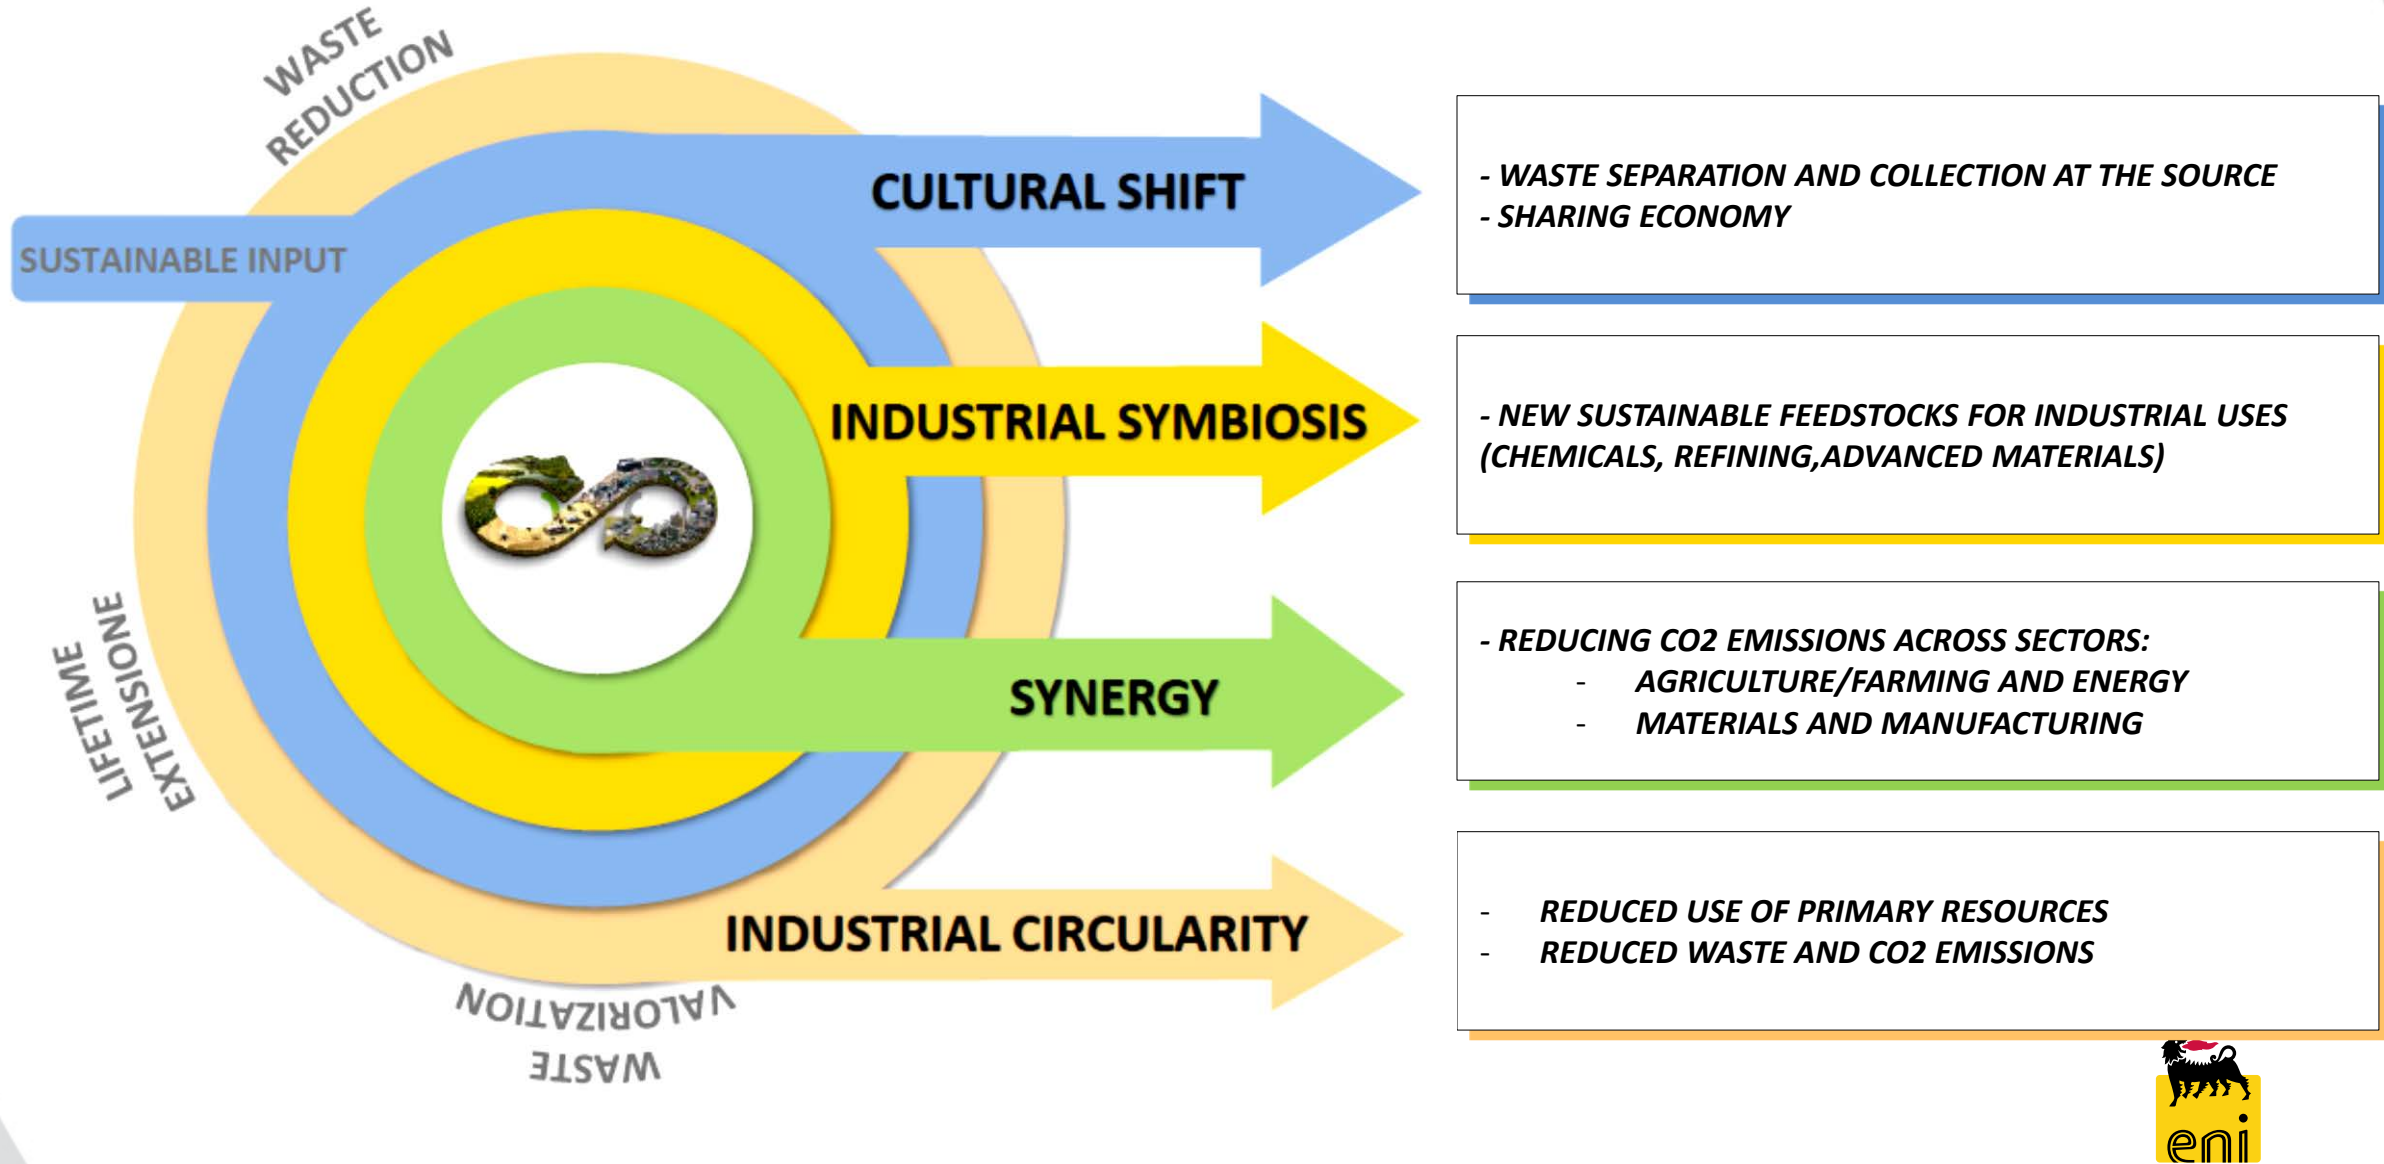 WASTE
REDUCTION
SUSTAINABLE INPUT
LIFETIME
EXTENSIONE
WASTE
VALORIZATION
CULTURAL SHIFT
- WASTE SEPARATION AND COLLECTION AT THE SOURCE
- SHARING ECONOMY
INDUSTRIAL SYMBIOSIS
- NEW SUSTAINABLE FEEDSTOCKS FOR INDUSTRIAL USES
(CHEMICALS, REFINING,ADVANCED MATERIALS)
SYNERGY
- REDUCING CO2 EMISSIONS ACROSS SECTORS:
- AGRICULTURE/FARMING AND ENERGY
- MATERIALS AND MANUFACTURING
INDUSTRIAL CIRCULARITY
- REDUCED USE OF PRIMARY RESOURCES
- REDUCED WASTE AND CO2 EMISSIONS
eni